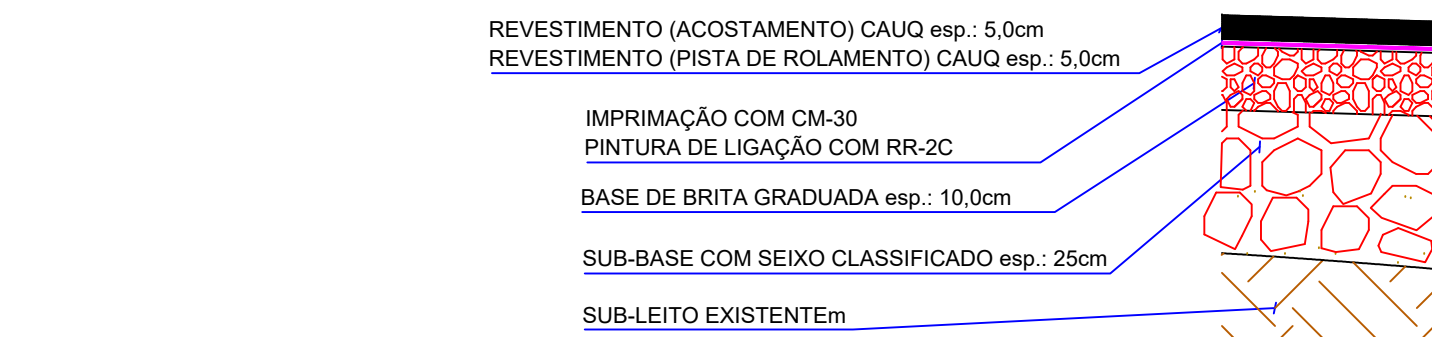 REVESTIMENTO (ACOSTAMENTO) CAUQ esp.: 5,0cm
REVESTIMENTO (PISTA DE ROLAMENTO) CAUQ esp.: 5,0cm
IMPRIMAÇÃO COM CM-30
PINTURA DE LIGAÇÃO COM RR-2C
BASE DE BRITA GRADUADA esp.: 10,0cm
SUB-BASE COM SEIXO CLASSIFICADO esp.: 25cm
SUB-LEITO EXISTENTEm